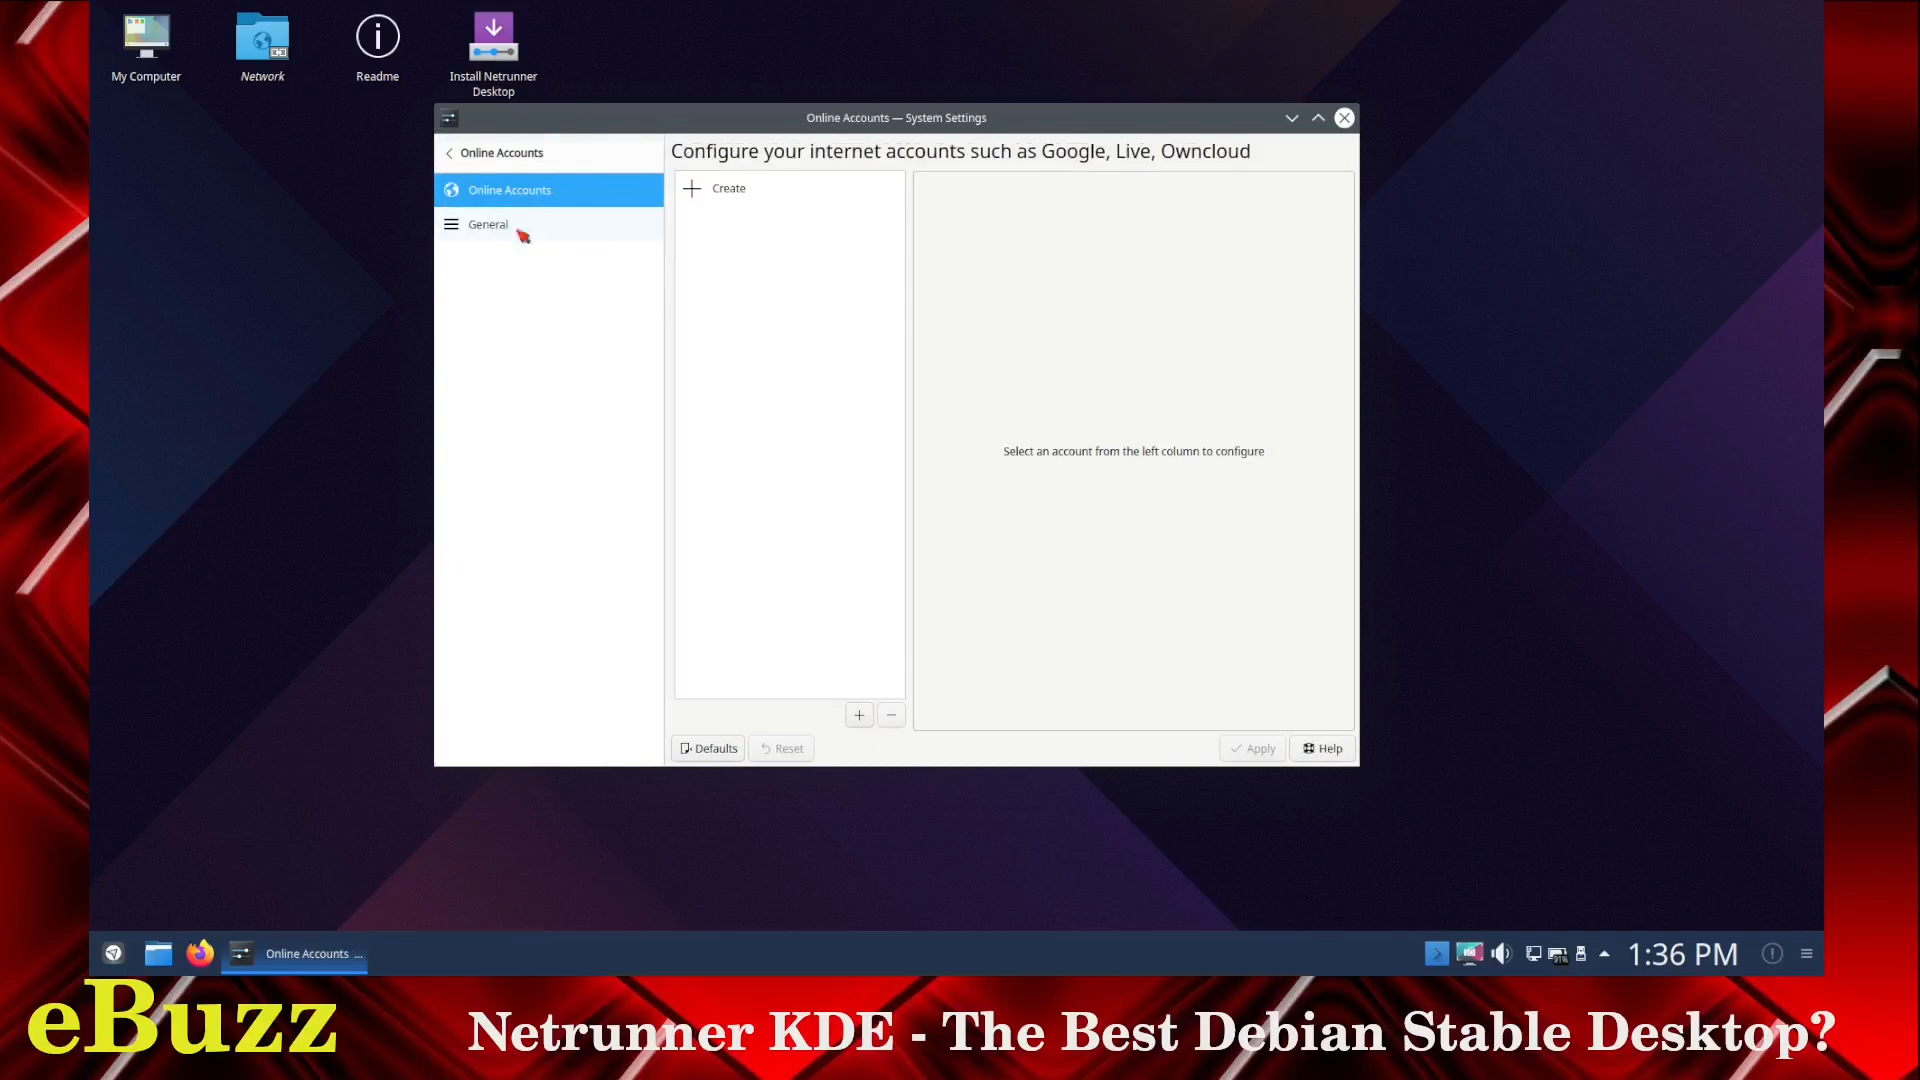 My Computer
Network
Readme
Install Netrunner
Desktop
Online Accounts — System Settings
Online Accounts
Configure your internet accounts such as Google, Live, Owncloud
Online Accounts
Create
General
Select an account from the left column to configure
+ −
Defaults
Reset
Apply
Help
Online Accounts ...
91%
1:36 PM
eBuzz
Netrunner KDE - The Best Debian Stable Desktop?